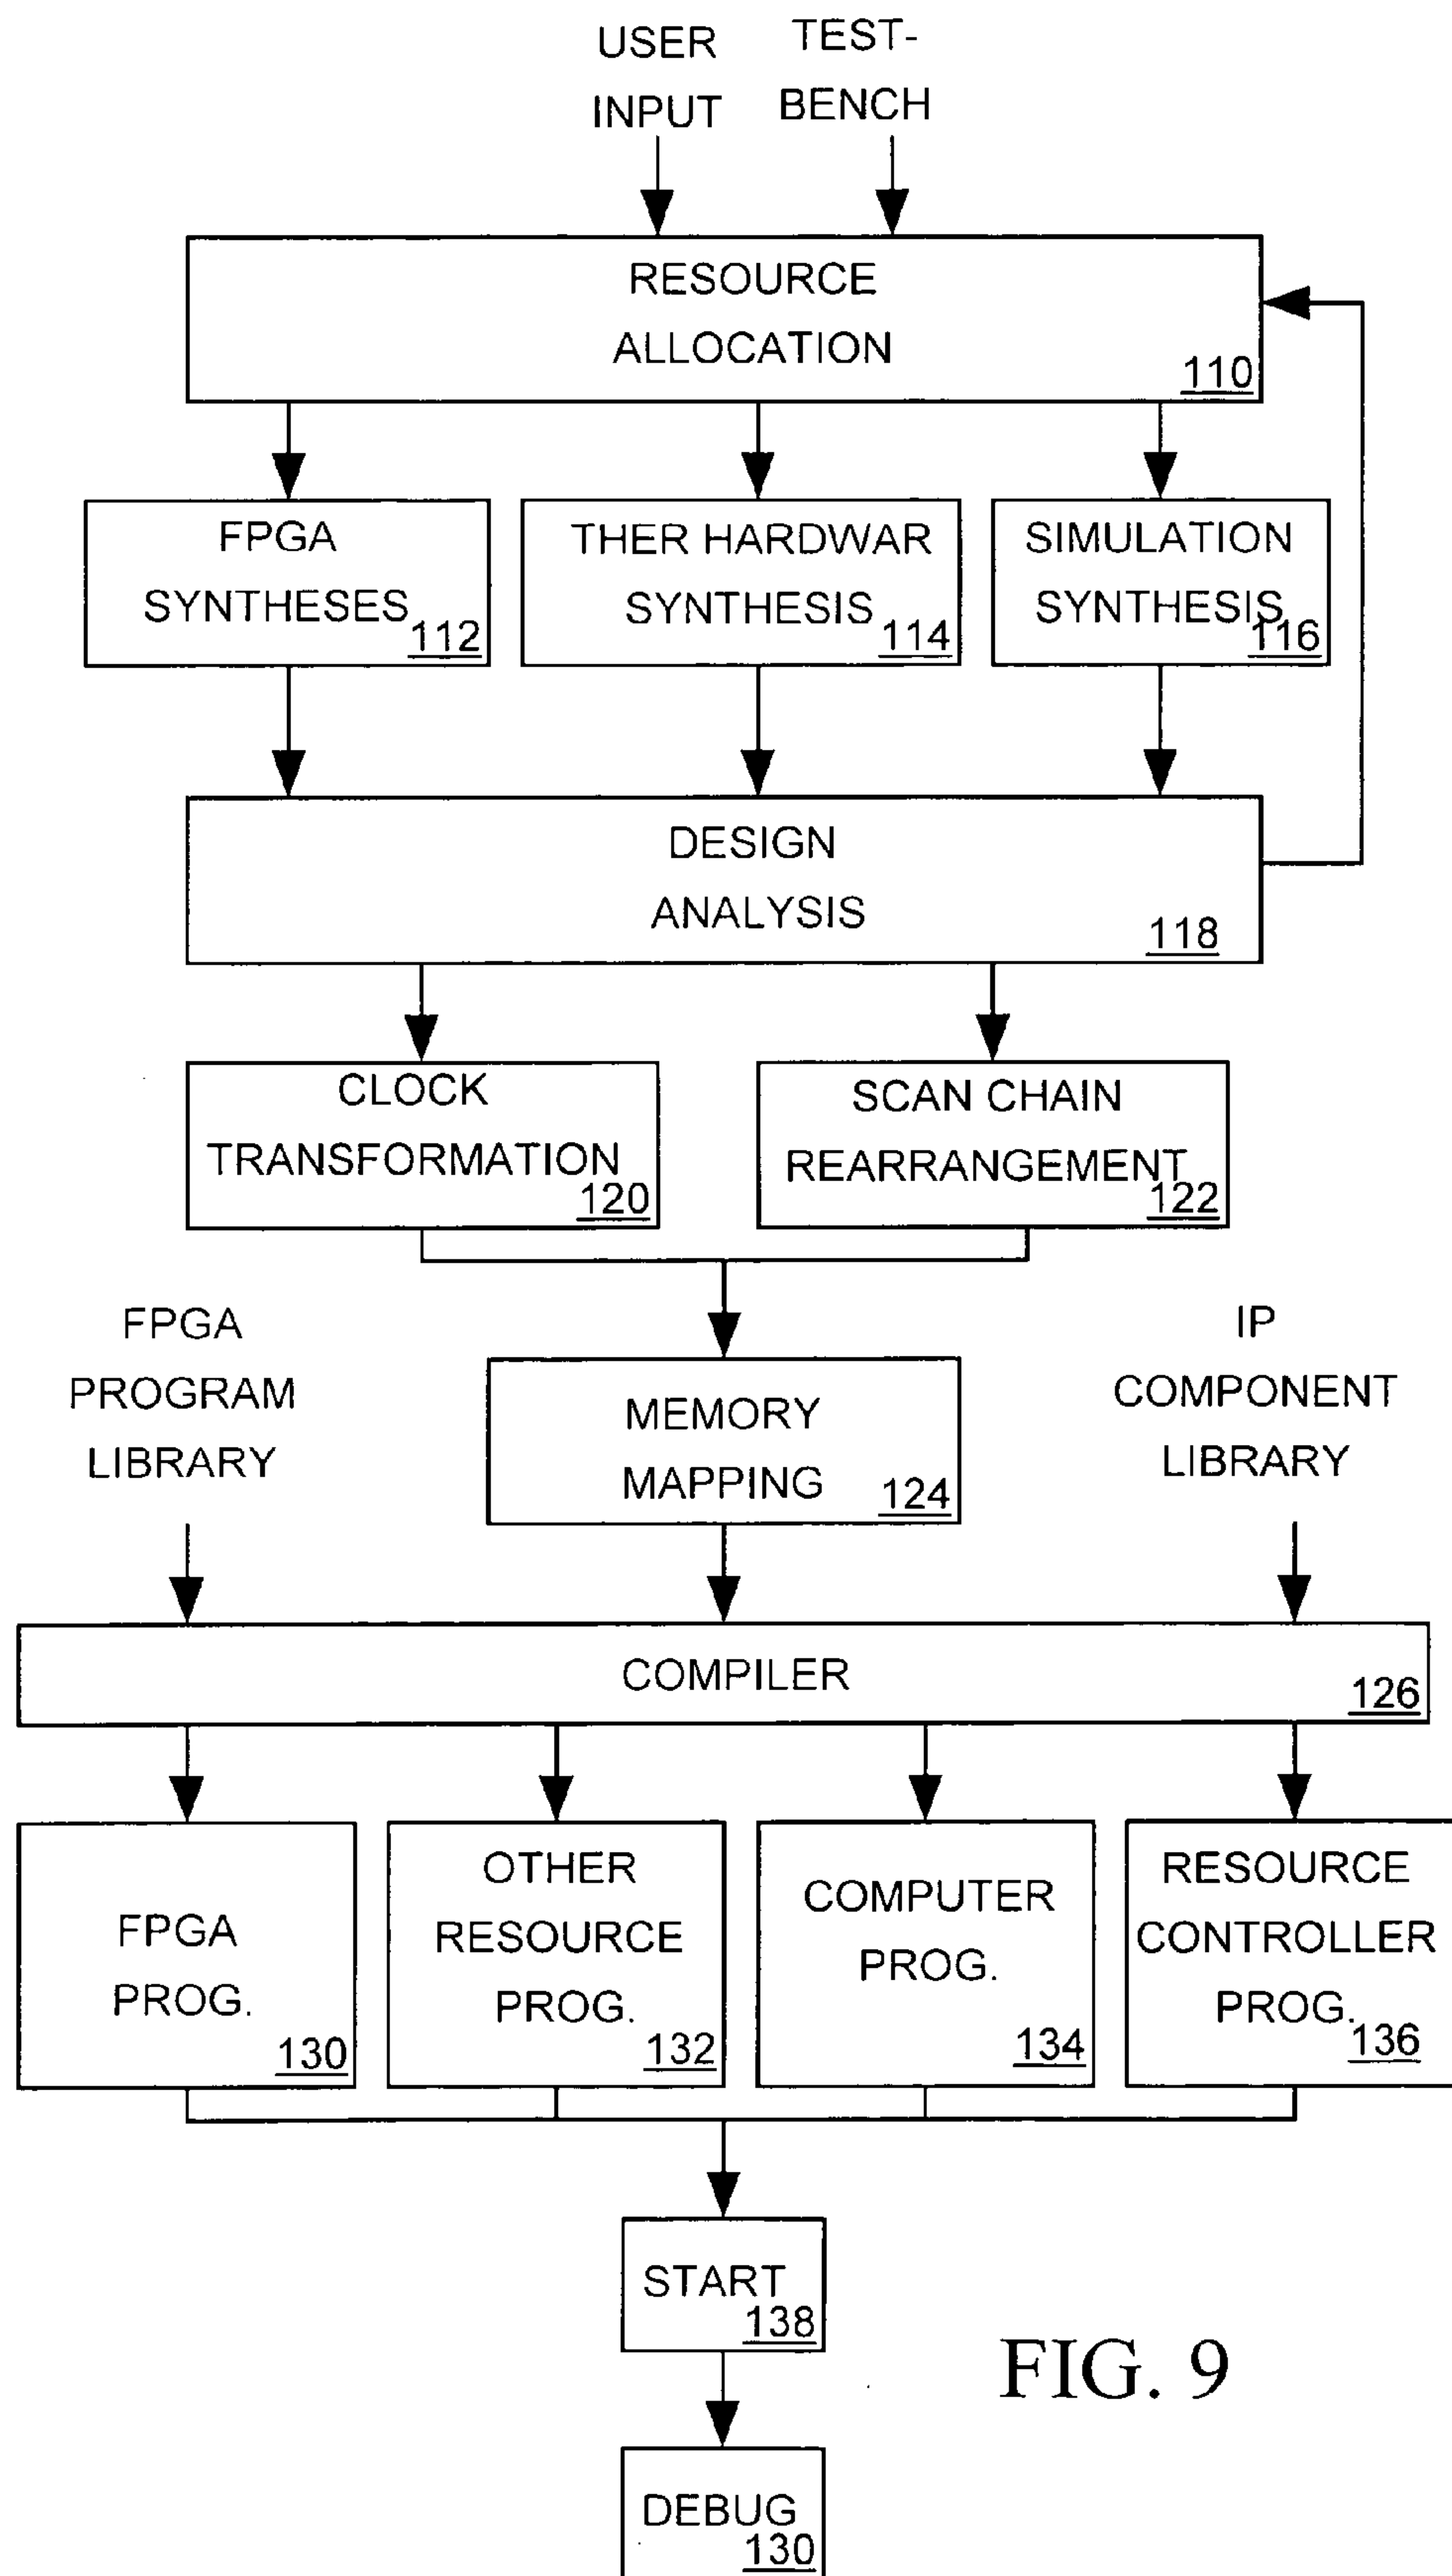 USER
INPUT
TEST-
BENCH
RESOURCE
ALLOCATION
110
FPGA
SYNTHESES
112
THER HARDWAR
SYNTHESIS
114
SIMULATION
SYNTHESIS
116
DESIGN
ANALYSIS
118
CLOCK
TRANSFORMATION
120
SCAN CHAIN
REARRANGEMENT
122
FPGA
PROGRAM
LIBRARY
MEMORY
MAPPING
124
IP
COMPONENT
LIBRARY
COMPILER
126
FPGA
PROG.
130
OTHER
RESOURCE
PROG.
132
COMPUTER
PROG.
134
RESOURCE
CONTROLLER
PROG.
136
START
138
FIG. 9
DEBUG
130